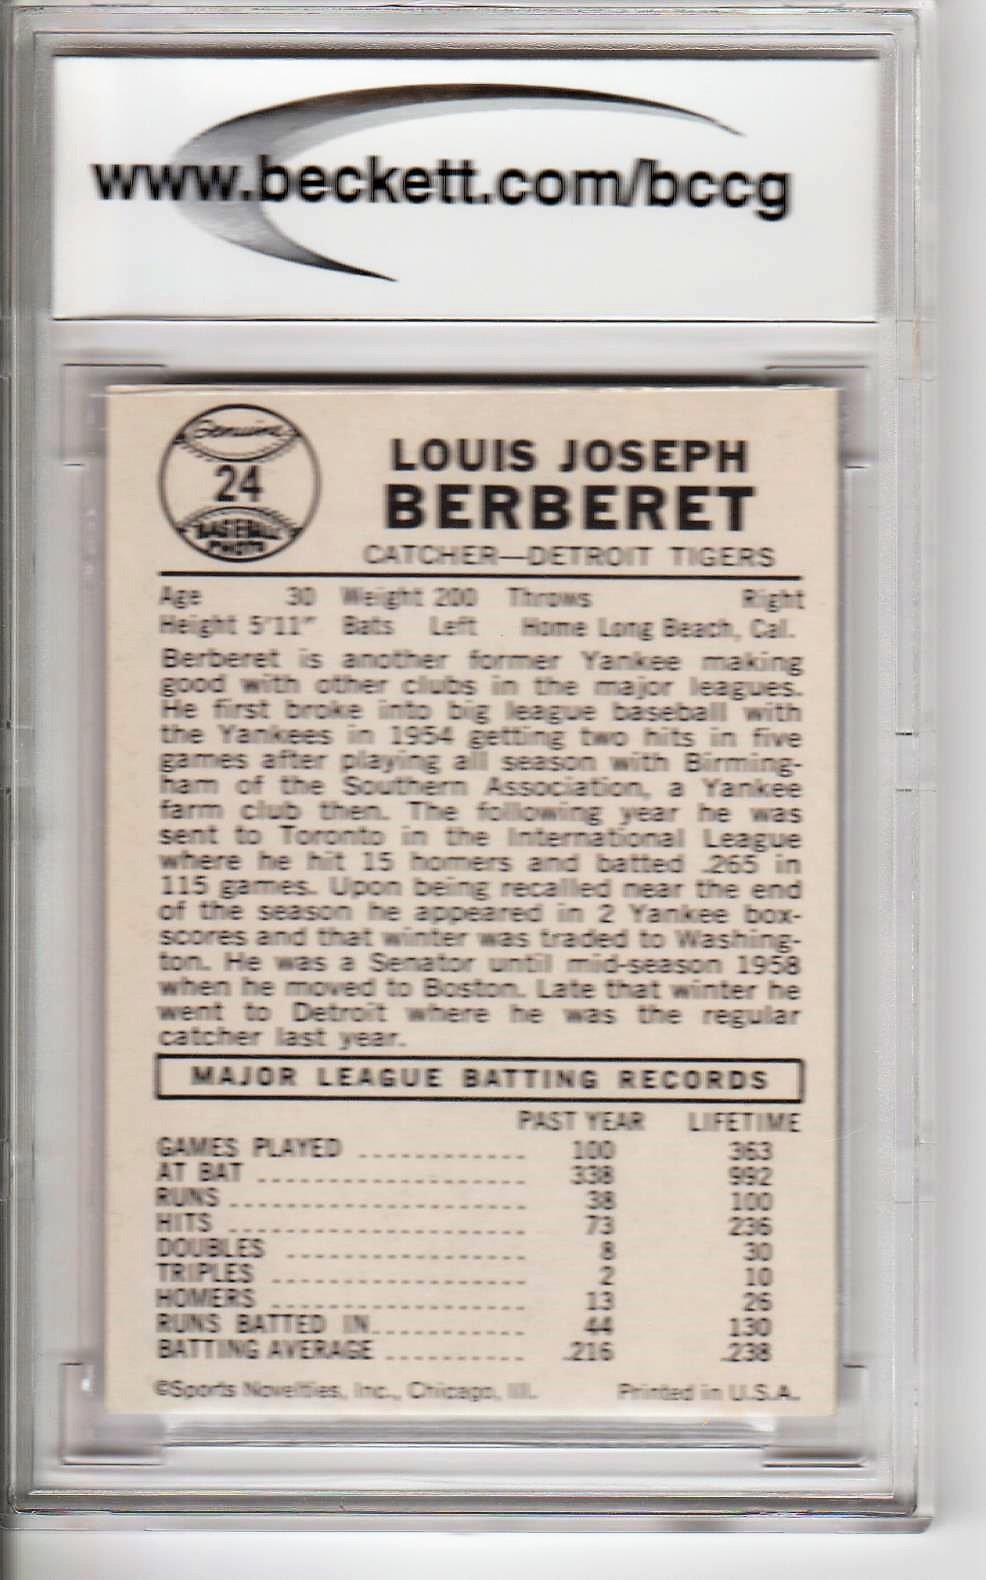 www.beckett.com/bccg
Genuine
24
BASEBALL
PHOTO
LOUIS JOSEPH
BERBERET
CATCHER—DETROIT TIGERS
Age 30 Weight 200 Throws Right
Height 5'11" Bats Left Home Long Beach, Cal.
Berberet is another former Yankee making
good with other clubs in the major leagues.
He first broke into big league baseball with
the Yankees in 1954 getting two hits in five
games after playing all season with Birming-
ham of the Southern Association, a Yankee
farm club then. The following year he was
sent to Toronto in the International League
where he hit 15 homers and batted .265 in
115 games. Upon being recalled near the end
of the season he appeared in 2 Yankee box-
scores and that winter was traded to Washing-
ton. He was a Senator until mid-season 1958
when he moved to Boston. Late that winter he
went to Detroit where he was the regular
catcher last year.
MAJOR LEAGUE BATTING RECORDS
PAST YEAR LIFETIME
GAMES PLAYED ............ 100 363
AT BAT .................... 338 992
RUNS ...................... 38 100
HITS ...................... 73 236
DOUBLES .................. 8 30
TRIPLES ................... 2 10
HOMERS ................... 13 26
RUNS BATTED IN............ 44 130
BATTING AVERAGE .......... .216 .238
©Sports Novelties, Inc., Chicago, Ill. Printed in U.S.A.